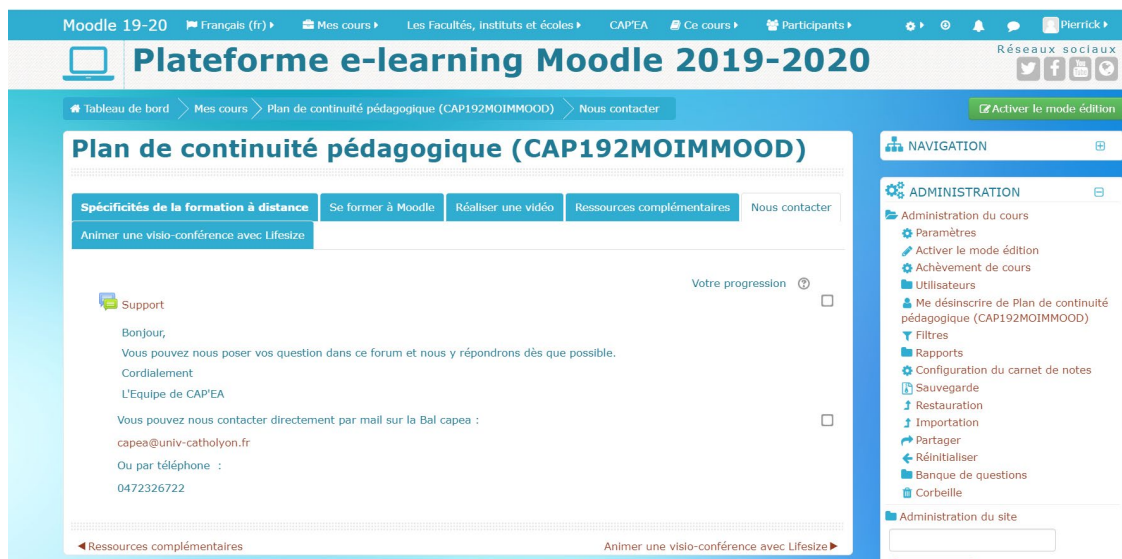 Moodle 19-20 Français (fr) Mes cours Les Facultés, instituts et écoles CAP'EA Ce cours Participants Pierrick
Plateforme e-learning Moodle 2019-2020
Réseaux sociaux
Tableau de bord Mes cours Plan de continuité pédagogique (CAP192MOIMMOOD) Nous contacter
Activer le mode édition
Plan de continuité pédagogique (CAP192MOIMMOOD)
Spécificités de la formation à distance Se former à Moodle Réaliser une vidéo Ressources complémentaires Nous contacter
Animer une visio-conférence avec Lifesize
Votre progression
Support
Bonjour,
Vous pouvez nous poser vos question dans ce forum et nous y répondrons dès que possible.
Cordialement
L'Equipe de CAP'EA
Vous pouvez nous contacter directement par mail sur la Bal capea :
capea@univ-catholyon.fr
Ou par téléphone :
0472326722
Ressources complémentaires
Animer une visio-conférence avec Lifesize
NAVIGATION
ADMINISTRATION
Administration du cours
Paramètres
Activer le mode édition
Achèvement de cours
Utilisateurs
Me désinscrire de Plan de continuité
pédagogique (CAP192MOIMMOOD)
Filtres
Rapports
Configuration du carnet de notes
Sauvegarde
Restauration
Importation
Partager
Réinitialiser
Banque de questions
Corbeille
Administration du site